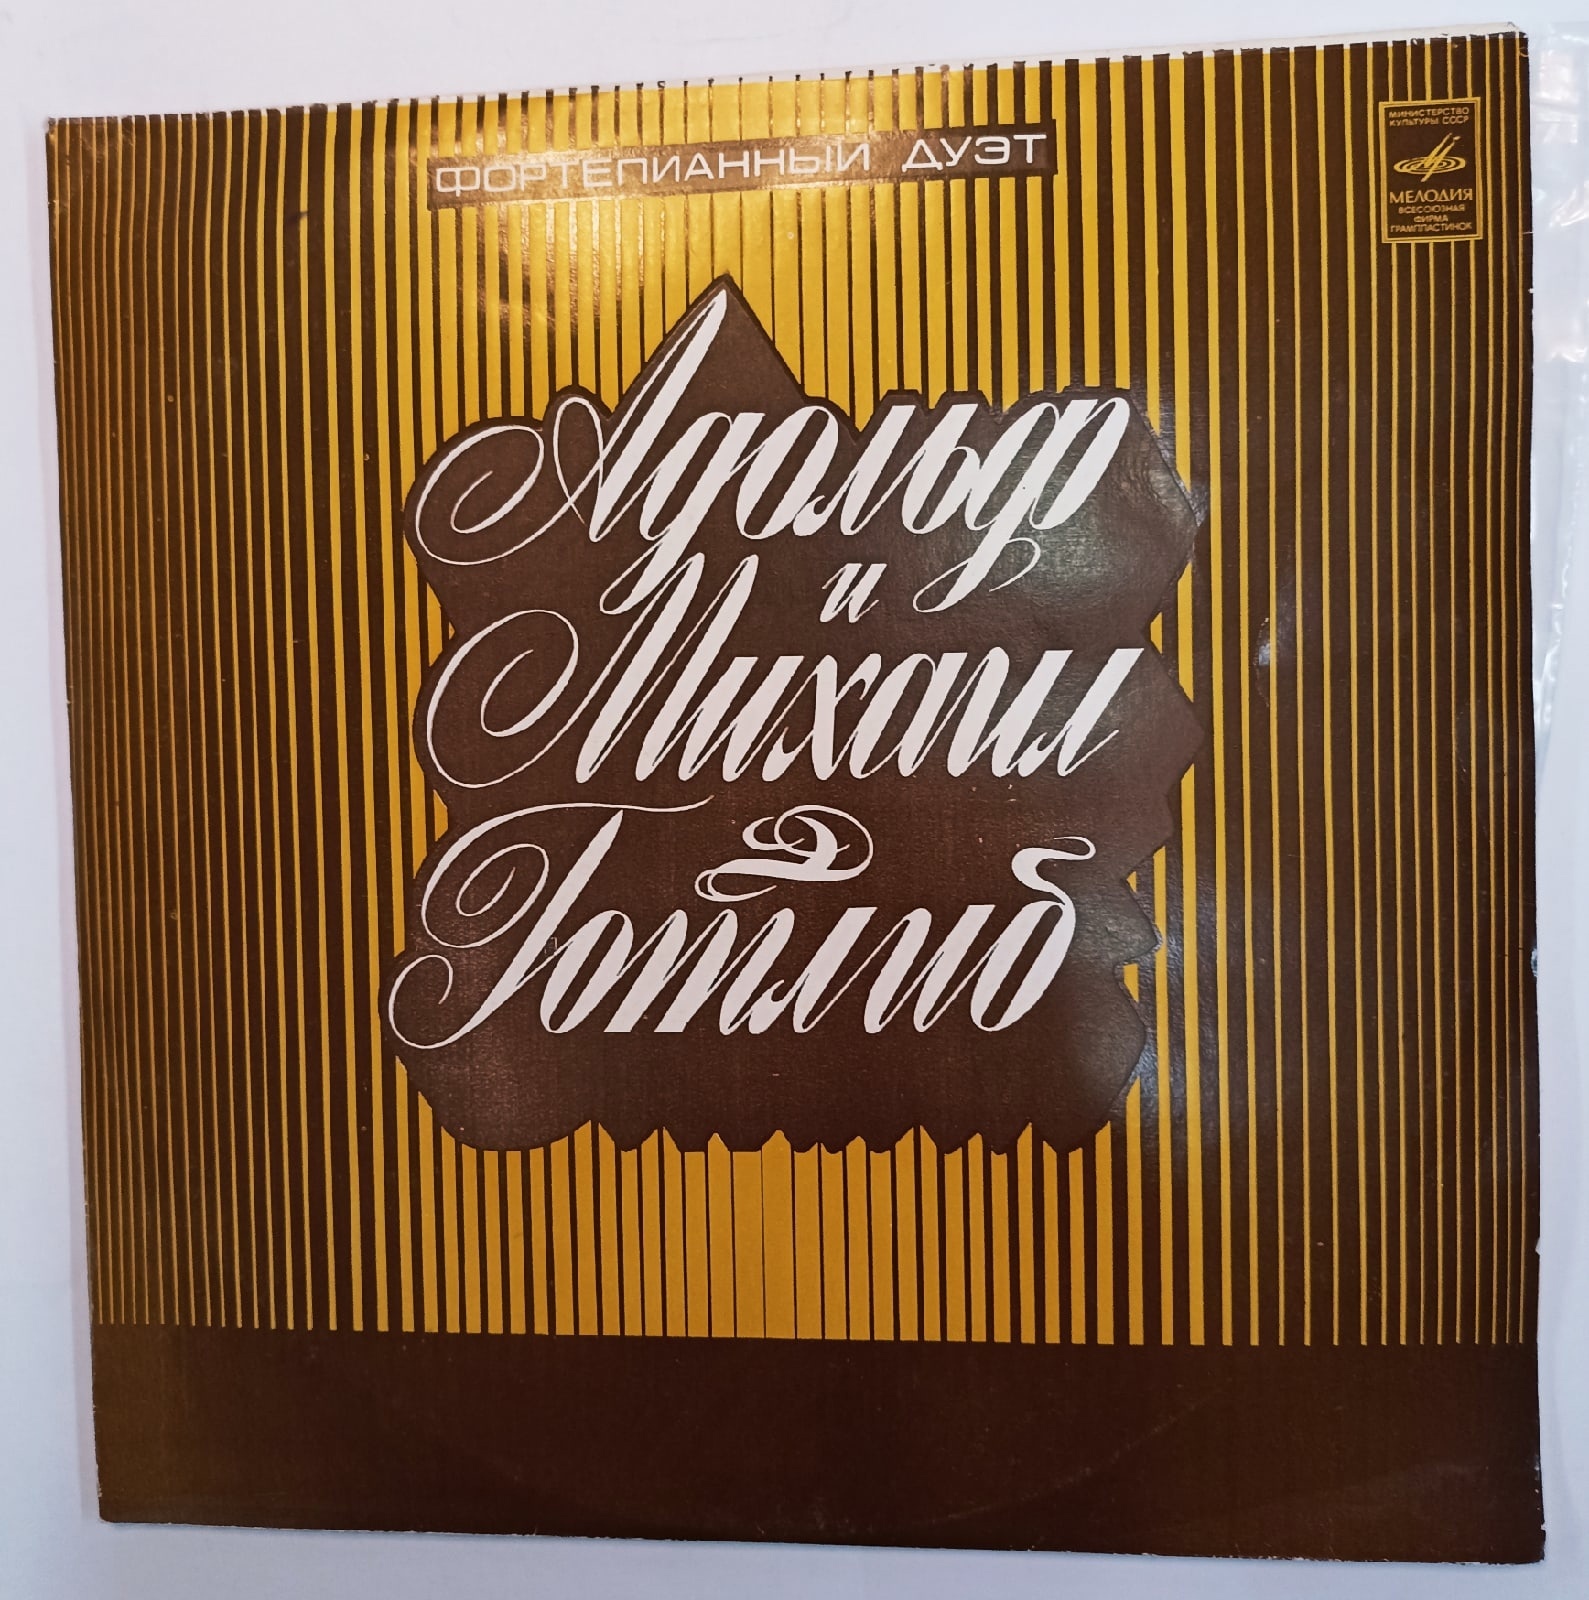 ФОРТЕПИАННЫЙ ДУЭТ
МИНИСТЕРСТВО
КУЛЬТУРЫ СССР
МЕЛОДИЯ
ВСЕСОЮЗНАЯ
ФИРМА
ГРАМПЛАСТИНОК
Адольф
и
Михаил
Готлиб